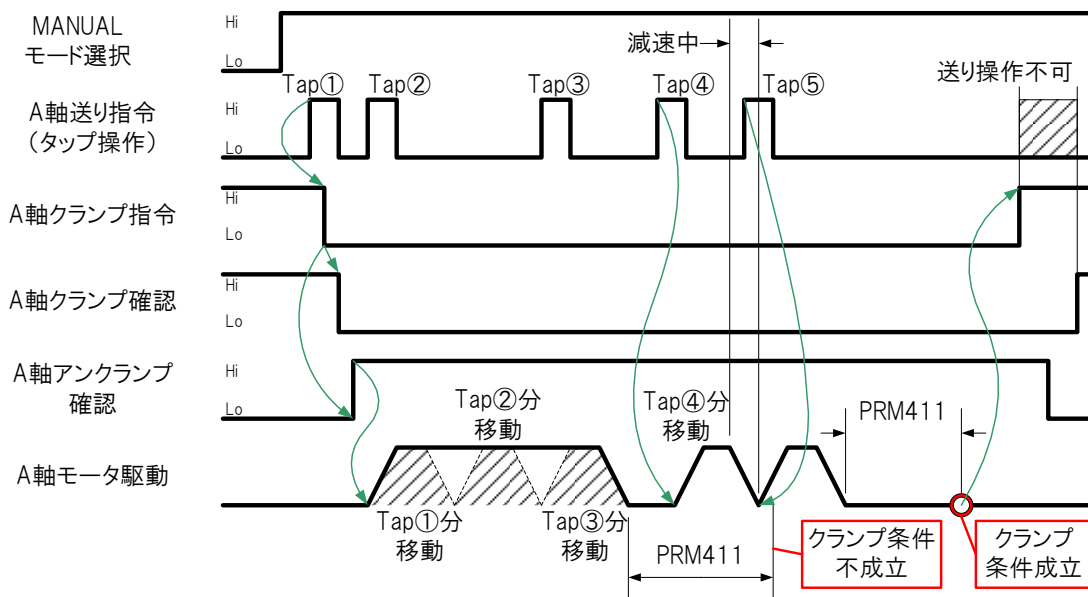 MANUAL
モード選択
Hi
Lo
減速中
送り操作不可
Tap①
Tap②
Tap③
Tap④
Tap⑤
A軸送り指令
（タップ操作）
Hi
Lo
A軸クランプ指令
Hi
Lo
A軸クランプ確認
Hi
Lo
A軸アンクランプ
確認
Hi
Lo
Tap②分
移動
Tap④分
移動
PRM411
A軸モータ駆動
Tap①分
移動
Tap③分
移動
PRM411
クランプ条件
不成立
クランプ
条件成立